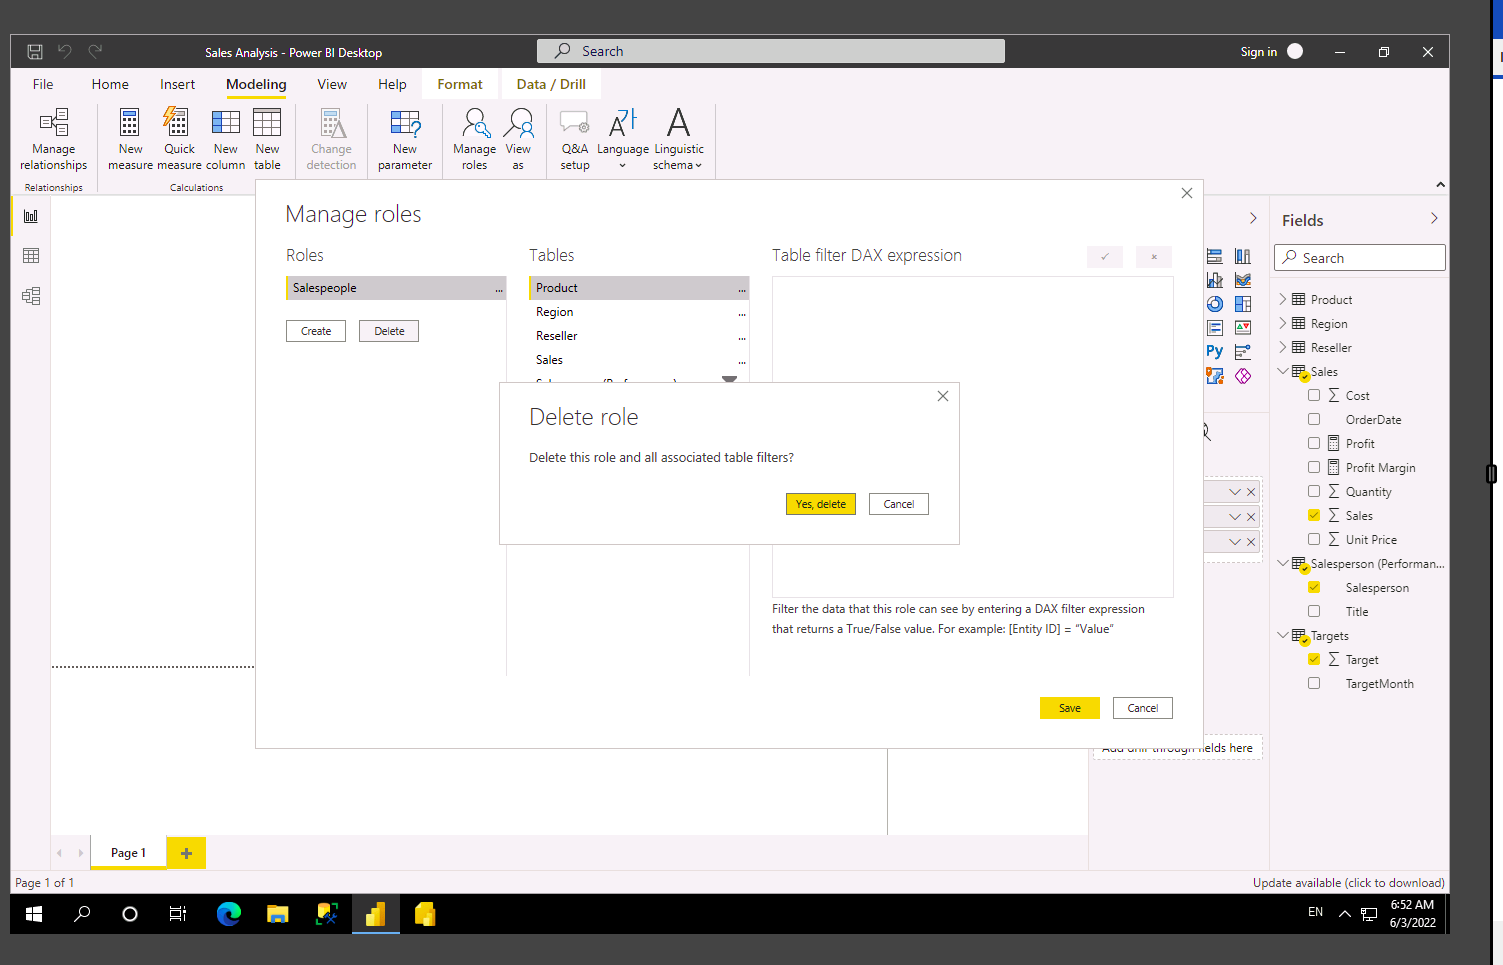 Sales Analysis - Power BI Desktop
Search
Sign in
File Home Insert Modeling View Help Format Data / Drill
Manage relationships
New measure
Quick measure
New column
New table
Change detection
New parameter
Manage roles
View as
Q&A setup
Language
Linguistic schema
Relationships
Calculations
Manage roles
Roles
Salespeople ...
Create Delete
Tables
Product ...
Region ...
Reseller ...
Sales ...
Table filter DAX expression
Delete role
Delete this role and all associated table filters?
Yes, delete Cancel
Filter the data that this role can see by entering a DAX filter expression
that returns a True/False value. For example: [Entity ID] = "Value"
Save Cancel
Py
Fields
Search
Product
Region
Reseller
Sales
Cost
OrderDate
Profit
Profit Margin
Quantity
Sales
Unit Price
Salesperson (Performan...
Salesperson
Title
Targets
Target
TargetMonth
Add drill-through fields here
Page 1
Page 1 of 1
Update available (click to download)
EN
6:52 AM
6/3/2022